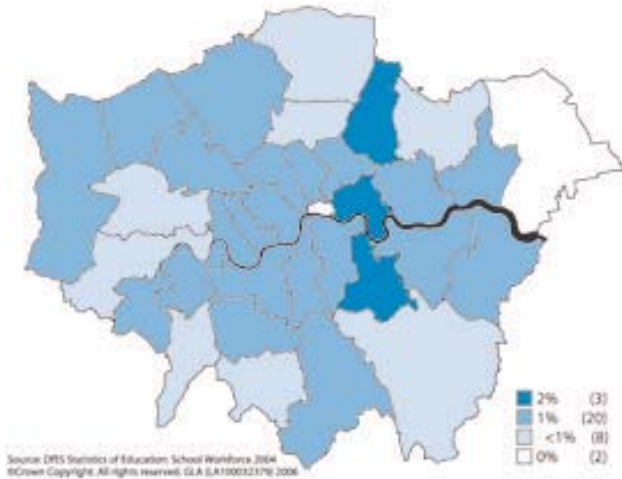 2% (3)
1% (20)
<1% (8)
0% (2)
Source: DfES Statistics of Education: School Workforce 2004
©Crown Copyright. All rights reserved. GLA (LA100032379) 2006